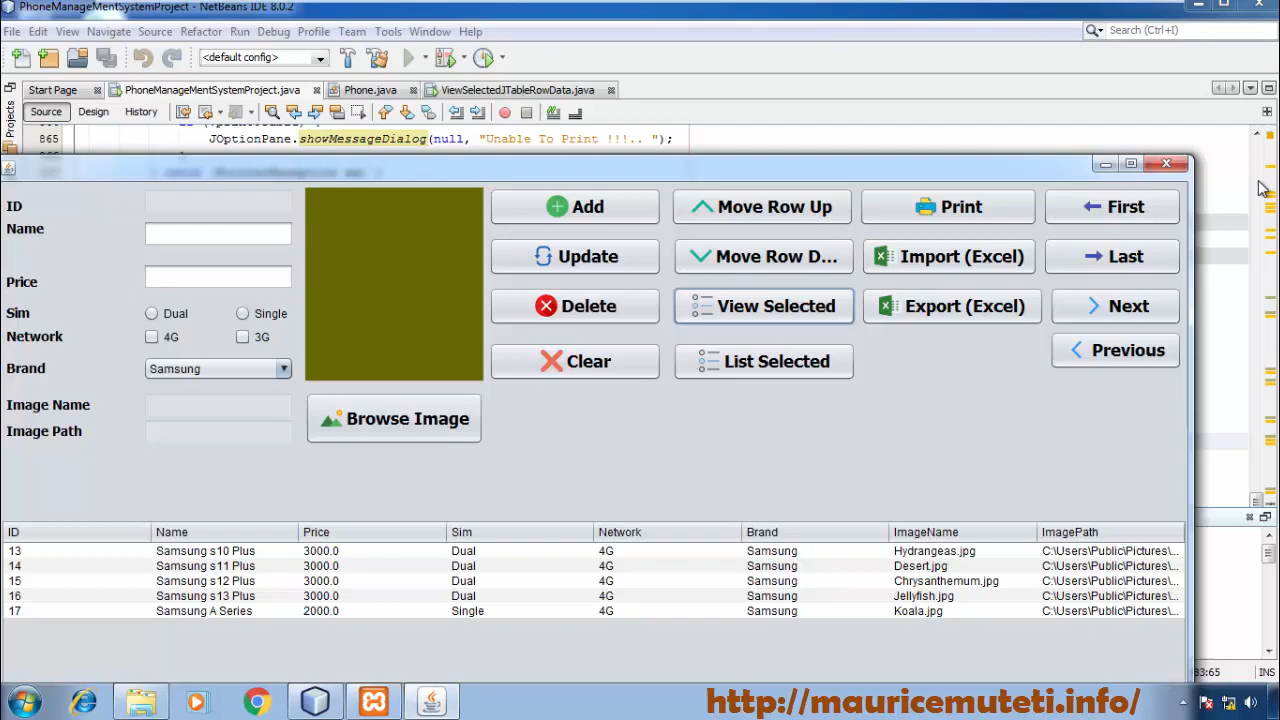 PhoneManageMentSystemProject - NetBeans IDE 8.0.2
File Edit View Navigate Source Refactor Run Debug Profile Team Tools Window Help
Search (Ctrl+I)
<default config>
Start Page PhoneManageMentSystemProject.java Phone.java ViewSelectedJTableRowData.java
Source Design History
Projects
865 JOptionPane.showMessageDialog(null, "Unable To Print !!!.. ");
ID
Name
Price
Sim Dual Single
Network 4G 3G
Brand Samsung
Image Name
Image Path
Browse Image
Add Move Row Up Print First
Update Move Row D... Import (Excel) Last
Delete View Selected Export (Excel) Next
Clear List Selected Previous
ID Name Price Sim Network Brand ImageName ImagePath
13 Samsung s10 Plus 3000.0 Dual 4G Samsung Hydrangeas.jpg C:\Users\Public\Pictures\...
14 Samsung s11 Plus 3000.0 Dual 4G Samsung Desert.jpg C:\Users\Public\Pictures\...
15 Samsung s12 Plus 3000.0 Dual 4G Samsung Chrysanthemum.jpg C:\Users\Public\Pictures\...
16 Samsung s13 Plus 3000.0 Dual 4G Samsung Jellyfish.jpg C:\Users\Public\Pictures\...
17 Samsung A Series 2000.0 Single 4G Samsung Koala.jpg C:\Users\Public\Pictures\...
83:65 INS
http://mauricemuteti.info/